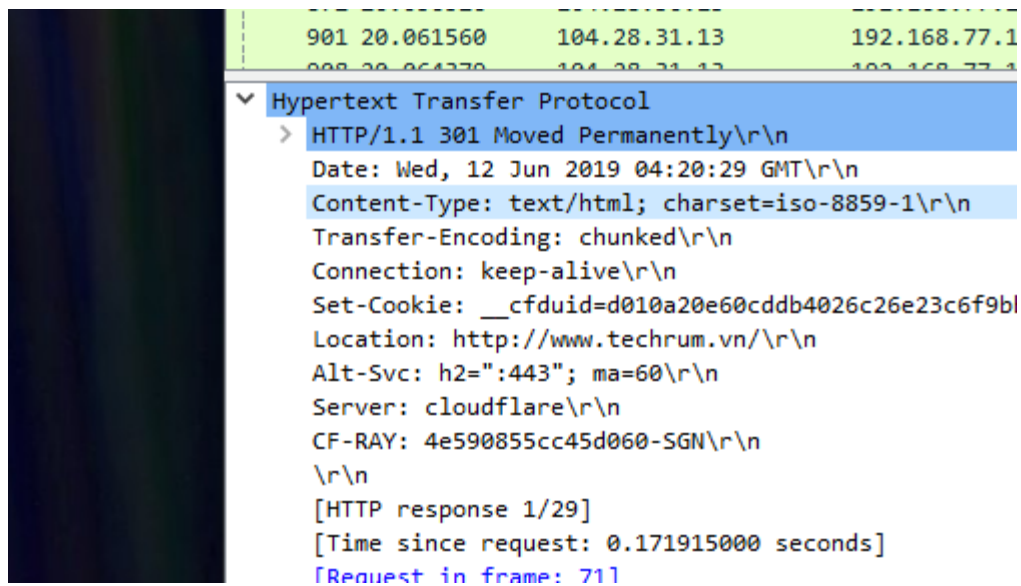 901 20.061560 104.28.31.13 192.168.77.1
Hypertext Transfer Protocol
HTTP/1.1 301 Moved Permanently\r\n
Date: Wed, 12 Jun 2019 04:20:29 GMT\r\n
Content-Type: text/html; charset=iso-8859-1\r\n
Transfer-Encoding: chunked\r\n
Connection: keep-alive\r\n
Set-Cookie: __cfduid=d010a20e60cddb4026c26e23c6f9b
Location: http://www.techrum.vn/\r\n
Alt-Svc: h2=":443"; ma=60\r\n
Server: cloudflare\r\n
CF-RAY: 4e590855cc45d060-SGN\r\n
\r\n
[HTTP response 1/29]
[Time since request: 0.171915000 seconds]
[Request in frame: 71]